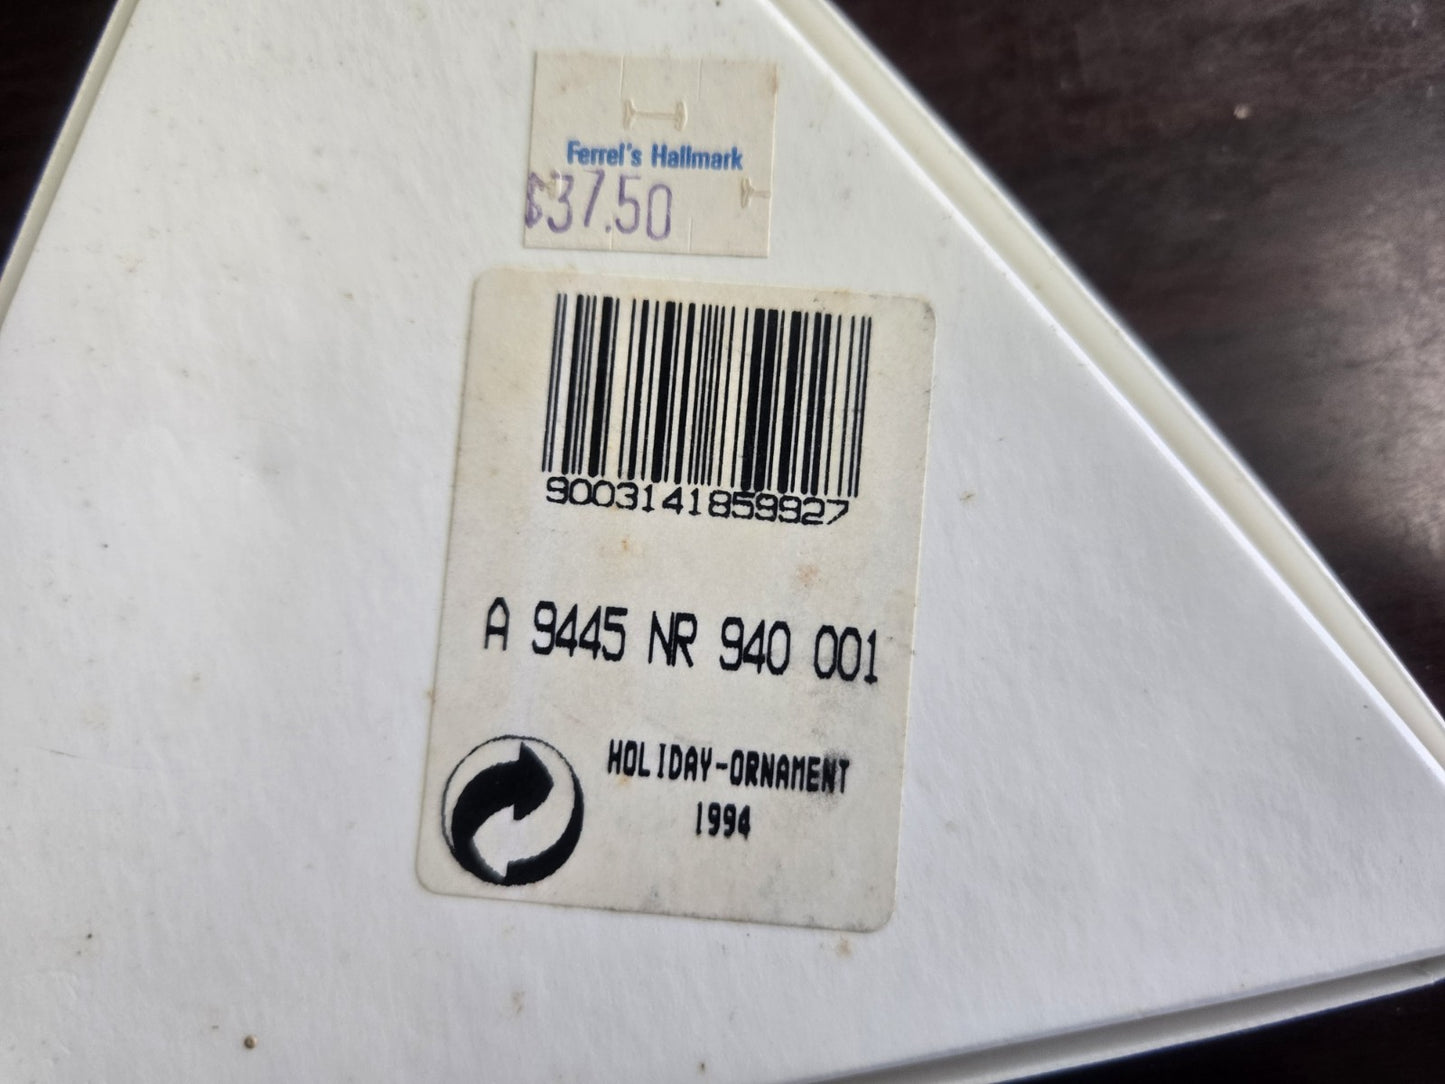 Ferrel's Hallmark
$37.50
9003141859927
A 9445 NR 940 001
HOLIDAY-ORNAMENT
1994